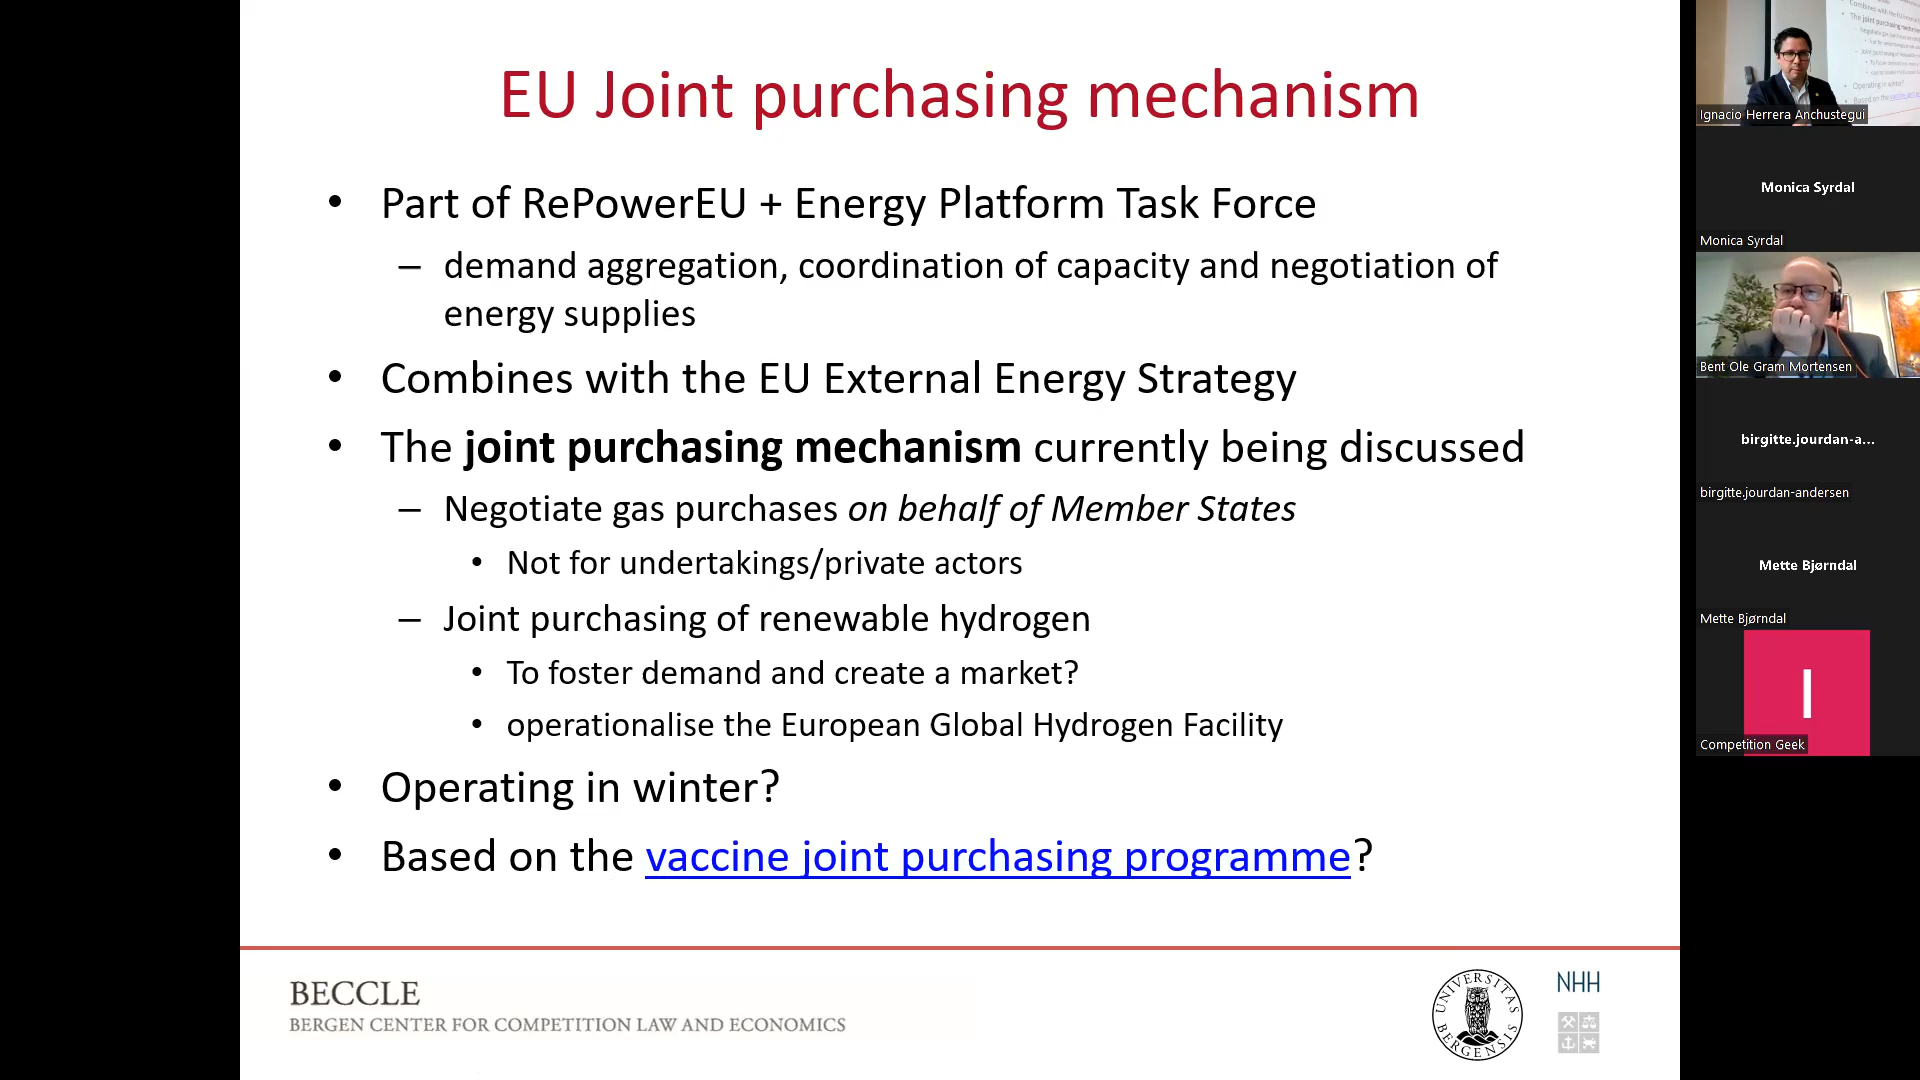 EU Joint purchasing mechanism
• Part of RePowerEU + Energy Platform Task Force
– demand aggregation, coordination of capacity and negotiation of
energy supplies
• Combines with the EU External Energy Strategy
• The joint purchasing mechanism currently being discussed
– Negotiate gas purchases on behalf of Member States
• Not for undertakings/private actors
– Joint purchasing of renewable hydrogen
• To foster demand and create a market?
• operationalise the European Global Hydrogen Facility
• Operating in winter?
• Based on the vaccine joint purchasing programme?
BECCLE
BERGEN CENTER FOR COMPETITION LAW AND ECONOMICS
UNIVERSITAS
BERGENSIS
NHH
Ignacio Herrera Anchustegui
Monica Syrdal
Monica Syrdal
Bent Ole Gram Mortensen
birgitte.jourdan-a...
birgitte.jourdan-andersen
Mette Bjørndal
Mette Bjørndal
I
Competition Geek